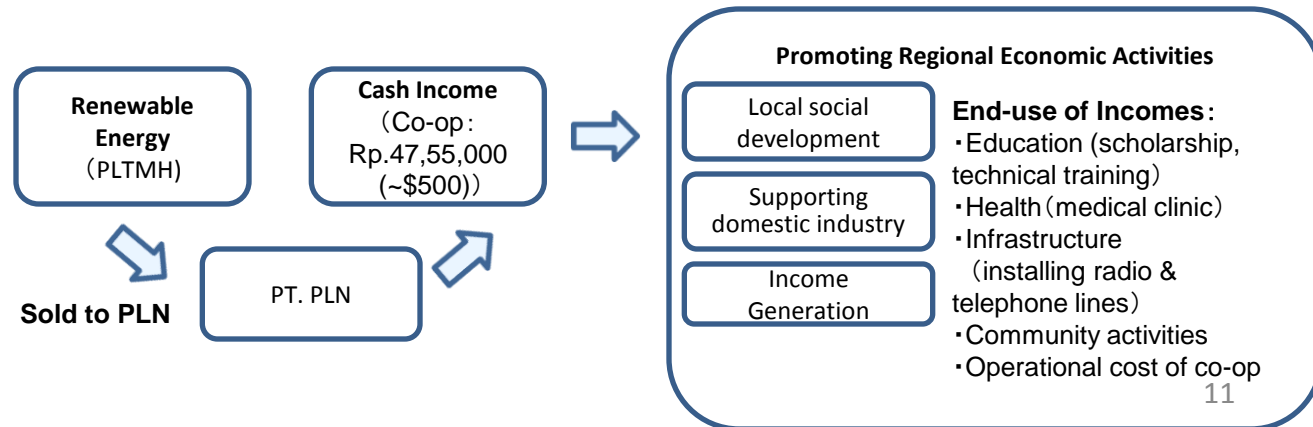 Renewable
Energy
（PLTMH)
Sold to PLN
PT. PLN
Cash Income
（Co-op：
Rp.47,55,000
(~$500)）
Promoting Regional Economic Activities
Local social
development
Supporting
domestic industry
Income
Generation
End-use of Incomes：
・Education (scholarship,
technical training）
・Health（medical clinic）
・Infrastructure
（installing radio &
telephone lines）
・Community activities
・Operational cost of co-op
11